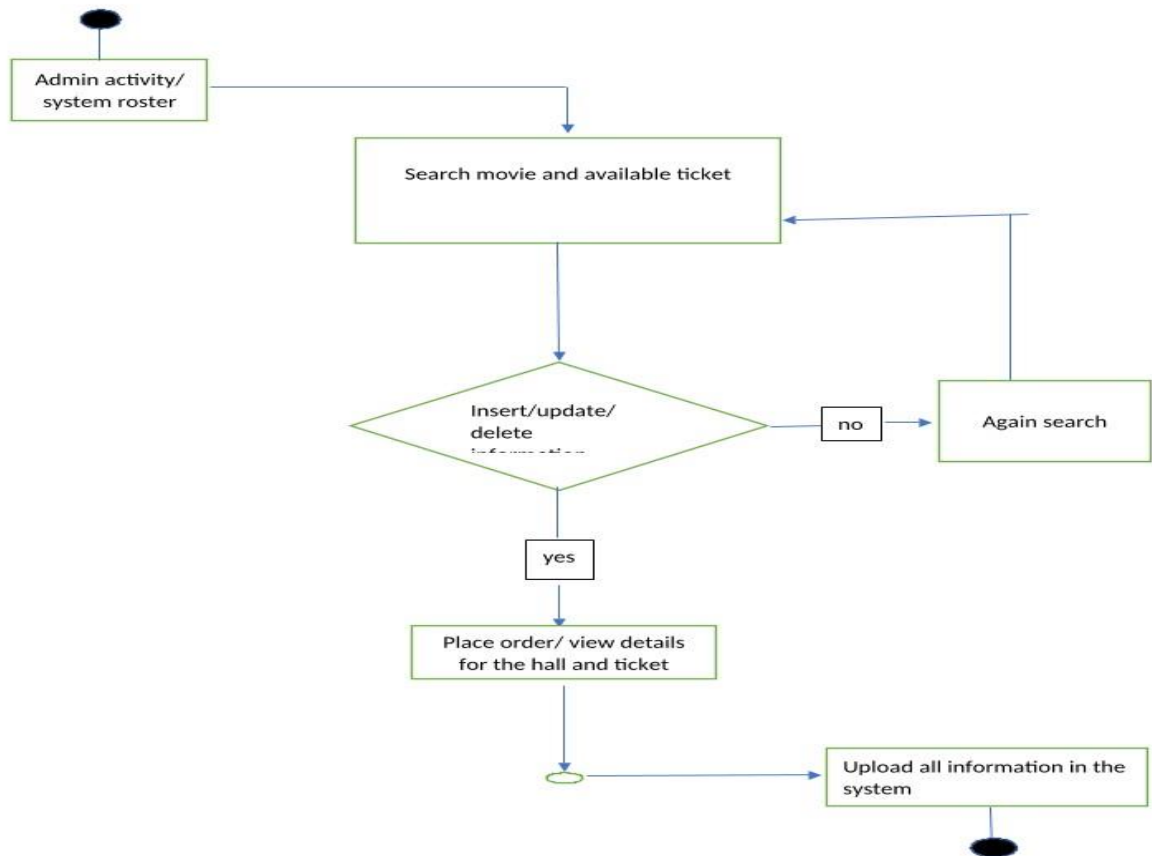 Admin activity/
system roster
Search movie and available ticket
Insert/update/
delete
no
Again search
yes
Place order/ view details
for the hall and ticket
Upload all information in the
system